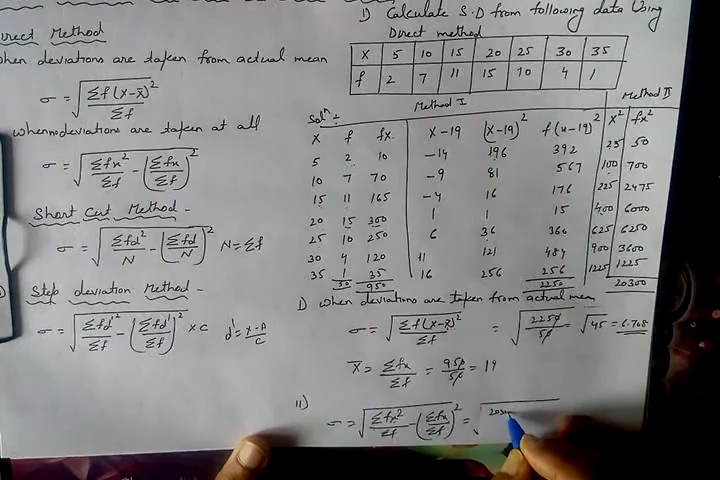 Direct Method
When deviations are taken from actual mean
σ = √(Σf(x-x̄)² / Σf)
when no deviations are taken at all
σ = √(Σfx²/Σf - (Σfx/Σf)²)
Short Cut Method -
σ = √(Σfd²/N - (Σfd/N)²) N = Σf
Step deviation Method -
σ = √(Σfd'²/Σf - (Σfd'/Σf)²) × c d' = x-A/c
1) Calculate S.D from following data Using
Direct method
X 5 10 15 20 25 30 35
f 2 7 11 15 10 4 1
Solⁿ :- Method I Method II
X f fx X-19 (X-19)² f(x-19)² X² fx²
5 2 10 -14 196 392 25 50
10 7 70 -9 81 567 100 700
15 11 165 -4 16 176 225 2475
20 15 300 1 1 15 400 6000
25 10 250 6 36 360 625 6250
30 4 120 11 121 484 900 3600
35 1 35 16 256 256 1225 1225
50 950 2250 20300
1) when deviations are taken from actual mean
σ = √(Σf(x-x̄)² / Σf) = √(2250/50) = √45 = 6.708
X̄ = Σfx/Σf = 950/50 = 19
ii)
σ = √(Σfx²/Σf - (Σfx/Σf)²) = √